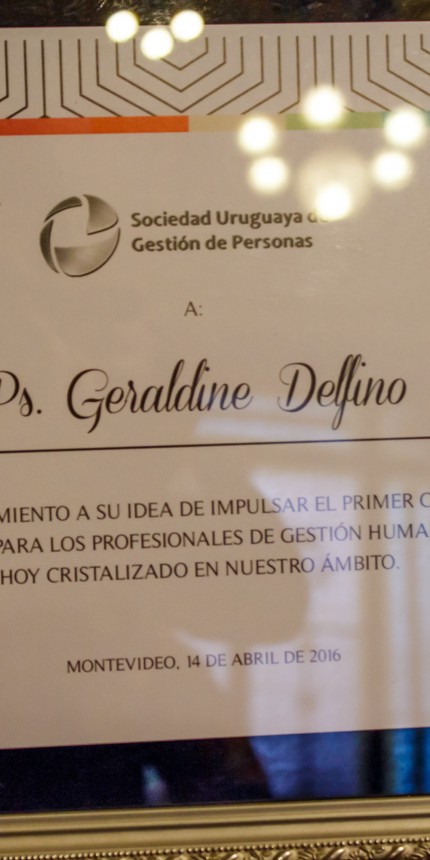 Sociedad Uruguaya
Gestión de Personas
A:
Ps. Geraldine Delfino
MIENTO A SU IDEA DE IMPULSAR EL PRIMER C
PARA LOS PROFESIONALES DE GESTIÓN HUMA
HOY CRISTALIZADO EN NUESTRO ÁMBITO.
MONTEVIDEO, 14 DE ABRIL DE 2016